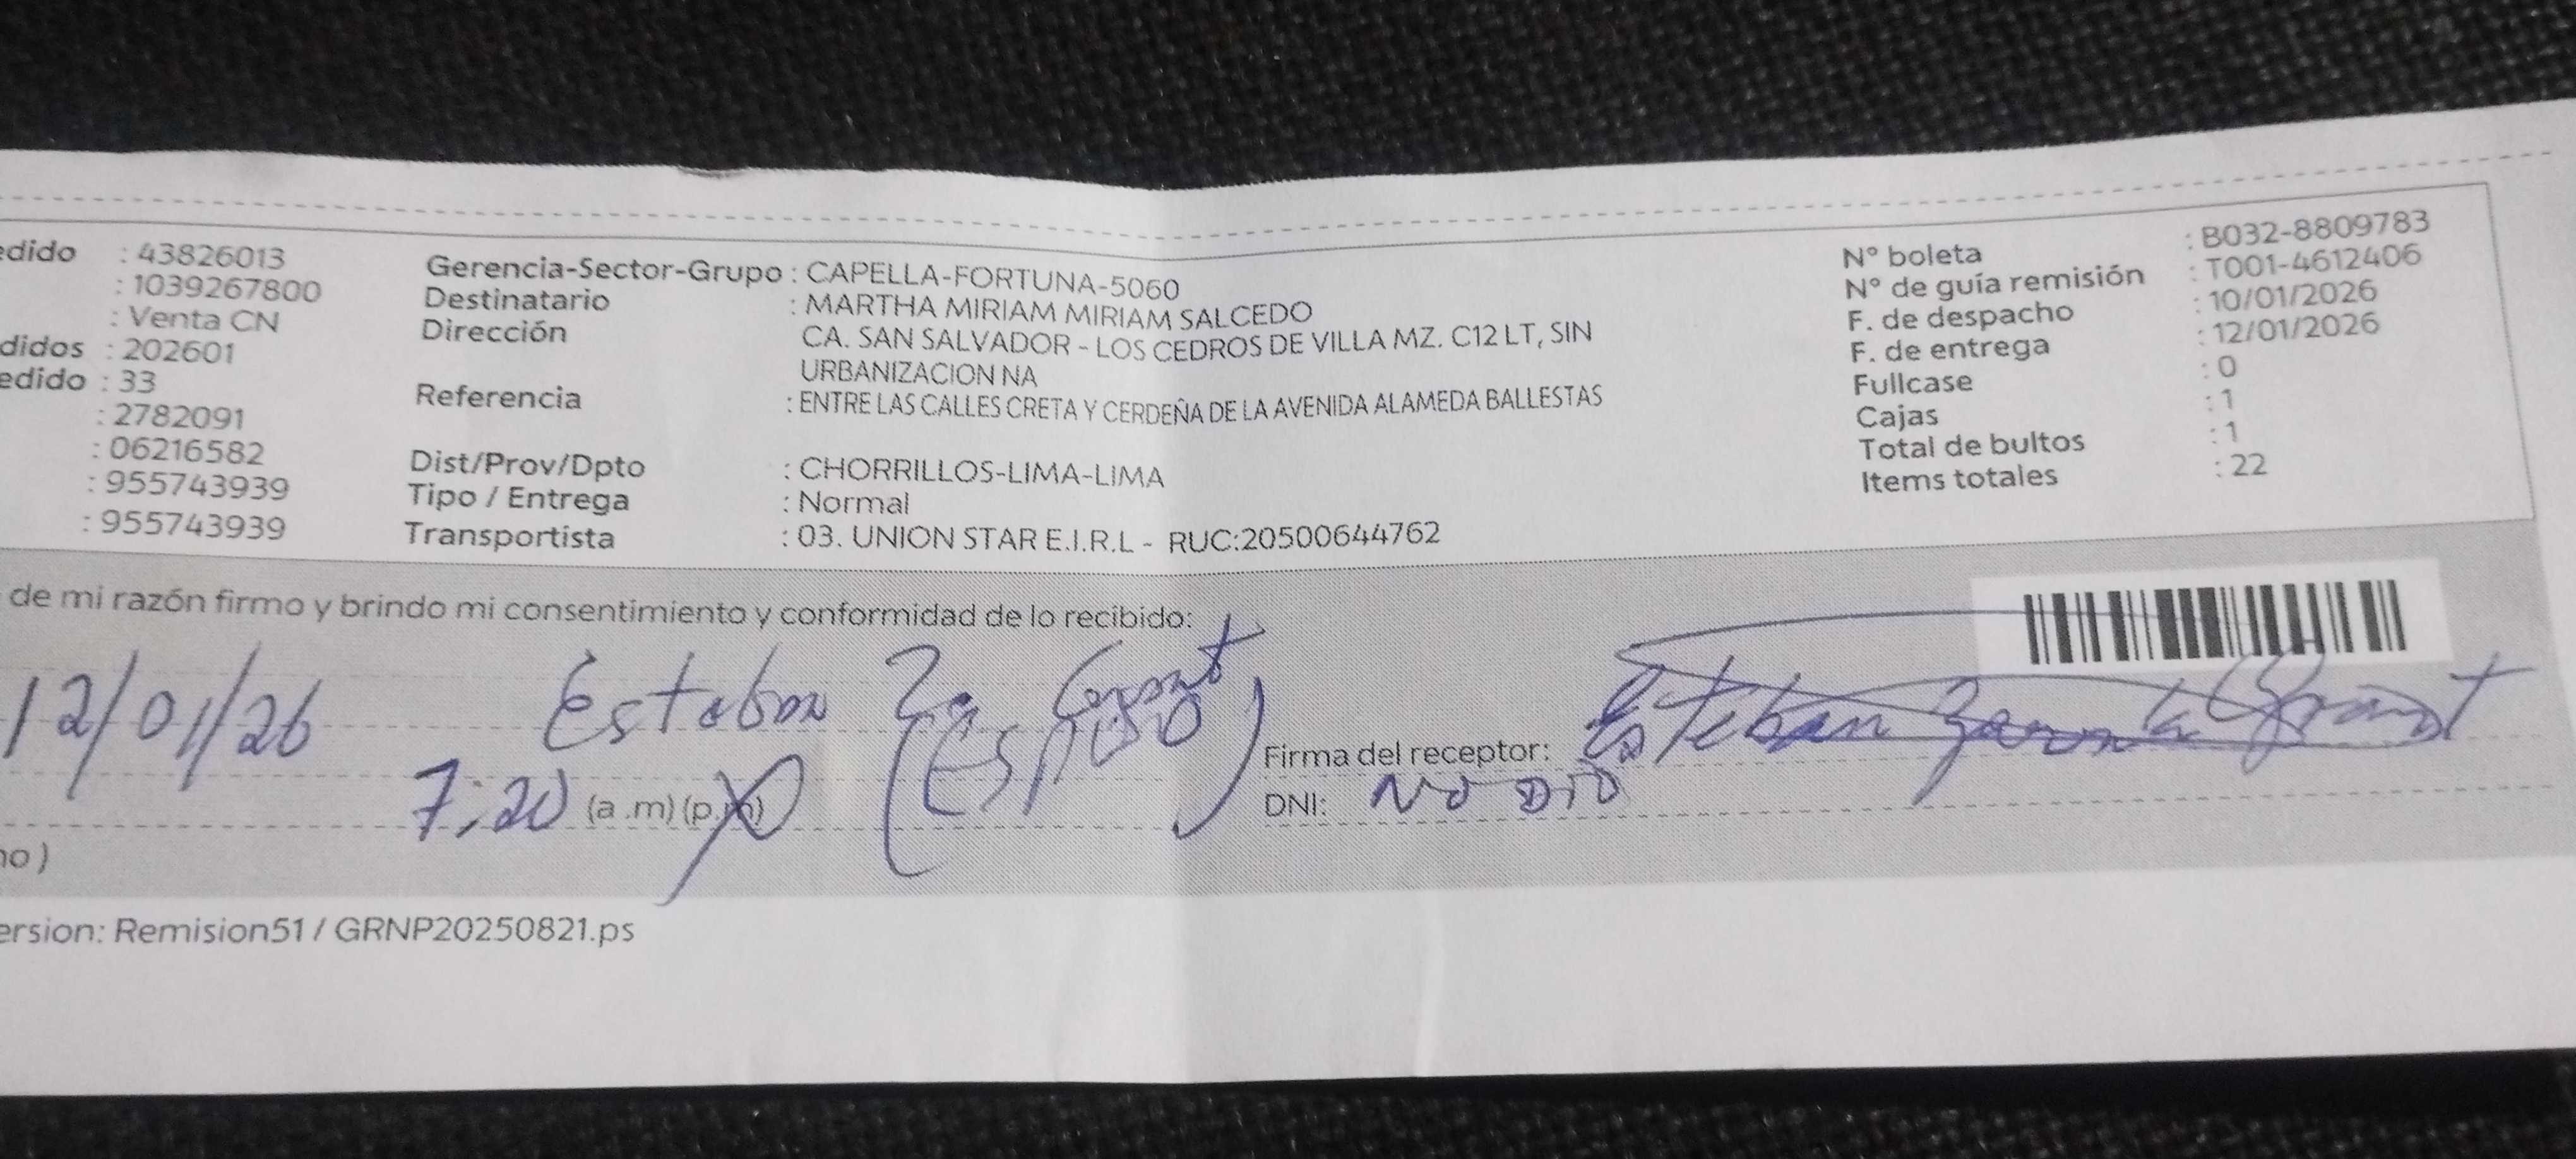 edido : 43826013
: 1039267800
: Venta CN
didos : 202601
edido : 33
: 2782091
: 06216582
: 955743939
: 955743939
Gerencia-Sector-Grupo : CAPELLA-FORTUNA-5060
Destinatario : MARTHA MIRIAM MIRIAM SALCEDO
Dirección CA. SAN SALVADOR - LOS CEDROS DE VILLA MZ. C12 LT, SIN
URBANIZACION NA
Referencia : ENTRE LAS CALLES CRETA Y CERDEÑA DE LA AVENIDA ALAMEDA BALLESTAS
Dist/Prov/Dpto : CHORRILLOS-LIMA-LIMA
Tipo / Entrega : Normal
Transportista : 03. UNION STAR E.I.R.L - RUC:20500644762
N° boleta : B032-8809783
N° de guía remisión : T001-4612406
F. de despacho : 10/01/2026
F. de entrega : 12/01/2026
Fullcase : 0
Cajas : 1
Total de bultos : 1
Items totales : 22
de mi razón firmo y brindo mi consentimiento y conformidad de lo recibido:
12/01/26 Esteban
(Esposo)
7:20 (a .m) (p.m)
Firma del receptor: Esteban
DNI: NO DIO
no )
ersion: Remision51 / GRNP20250821.ps